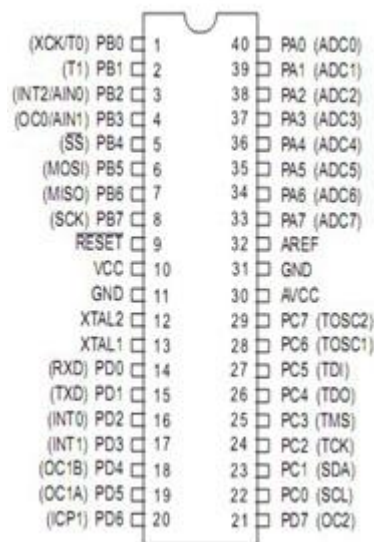 (XCK/T0) PB0 1 40 PA0 (ADC0)
(T1) PB1 2 39 PA1 (ADC1)
(INT2/AIN0) PB2 3 38 PA2 (ADC2)
(OC0/AIN1) PB3 4 37 PA3 (ADC3)
(S̅S̅) PB4 5 36 PA4 (ADC4)
(MOSI) PB5 6 35 PA5 (ADC5)
(MISO) PB6 7 34 PA6 (ADC6)
(SCK) PB7 8 33 PA7 (ADC7)
R̅E̅S̅E̅T̅ 9 32 AREF
VCC 10 31 GND
GND 11 30 AVCC
XTAL2 12 29 PC7 (TOSC2)
XTAL1 13 28 PC6 (TOSC1)
(RXD) PD0 14 27 PC5 (TDI)
(TXD) PD1 15 26 PC4 (TDO)
(INT0) PD2 16 25 PC3 (TMS)
(INT1) PD3 17 24 PC2 (TCK)
(OC1B) PD4 18 23 PC1 (SDA)
(OC1A) PD5 19 22 PC0 (SCL)
(ICP1) PD6 20 21 PD7 (OC2)